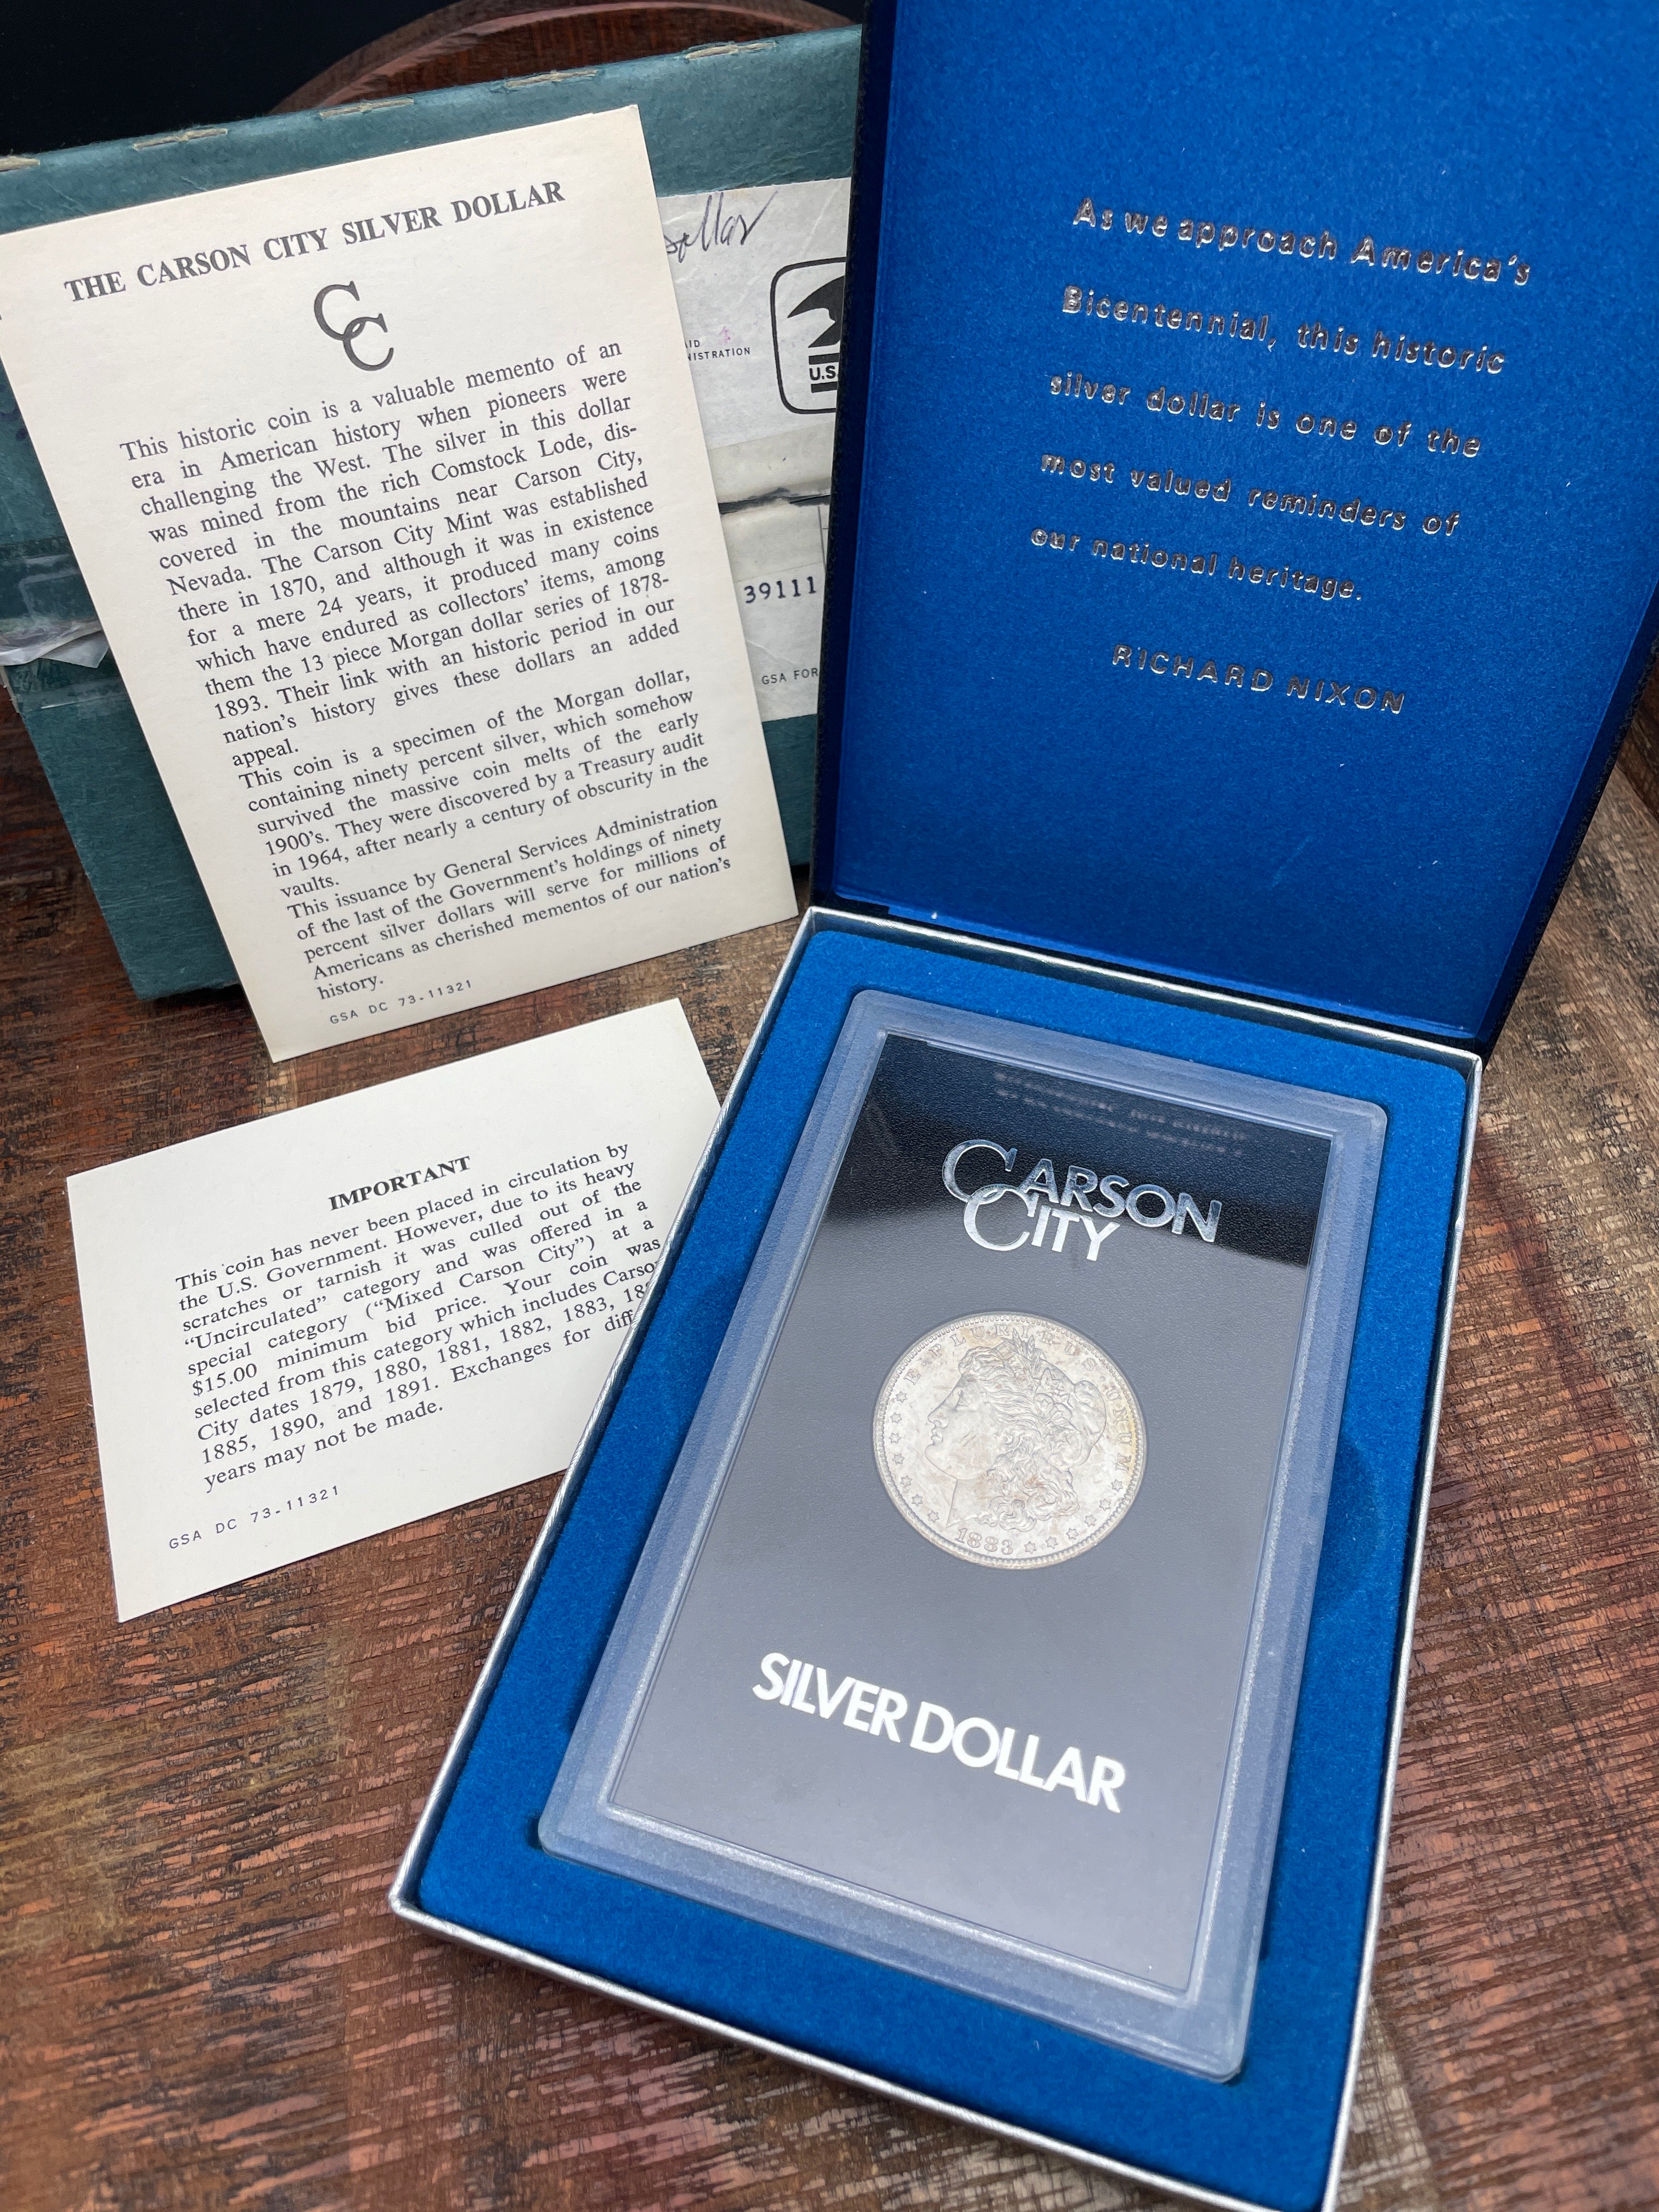 THE CARSON CITY SILVER DOLLAR
CC
This historic coin is a valuable memento of an
era in American history when pioneers were
challenging the West. The silver in this dollar
was mined from the rich Comstock Lode, dis-
covered in the mountains near Carson City,
Nevada. The Carson City Mint was established
there in 1870, and although it was in existence
for a mere 24 years, it produced many coins
which have endured as collectors' items, among
them the 13 piece Morgan dollar series of 1878-
1893. Their link with an historic period in our
nation's history gives these dollars an added
appeal.
This coin is a specimen of the Morgan dollar,
containing ninety percent silver, which somehow
survived the massive coin melts of the early
1900's. They were discovered by a Treasury audit
in 1964, after nearly a century of obscurity in the
vaults.
This issuance by General Services Administration
of the last of the Government's holdings of ninety
percent silver dollars will serve for millions of
Americans as cherished mementos of our nation's
history.
GSA DC 73-11321
dollar
ID
NISTRATION
U.S.
39111
GSA FOR
As we approach America's
Bicentennial, this historic
silver dollar is one of the
most valued reminders of
our national heritage.
RICHARD NIXON
IMPORTANT
This coin has never been placed in circulation by
the U.S. Government. However, due to its heavy
scratches or tarnish it was culled out of the
"Uncirculated" category and was offered in a
special category ("Mixed Carson City") at a
$15.00 minimum bid price. Your coin was
selected from this category which includes Carso
City dates 1879, 1880, 1881, 1882, 1883, 188
1885, 1890, and 1891. Exchanges for diff
years may not be made.
GSA DC 73-11321
CARSON
CITY
E PLURIBUS UNUM
1883
SILVER DOLLAR